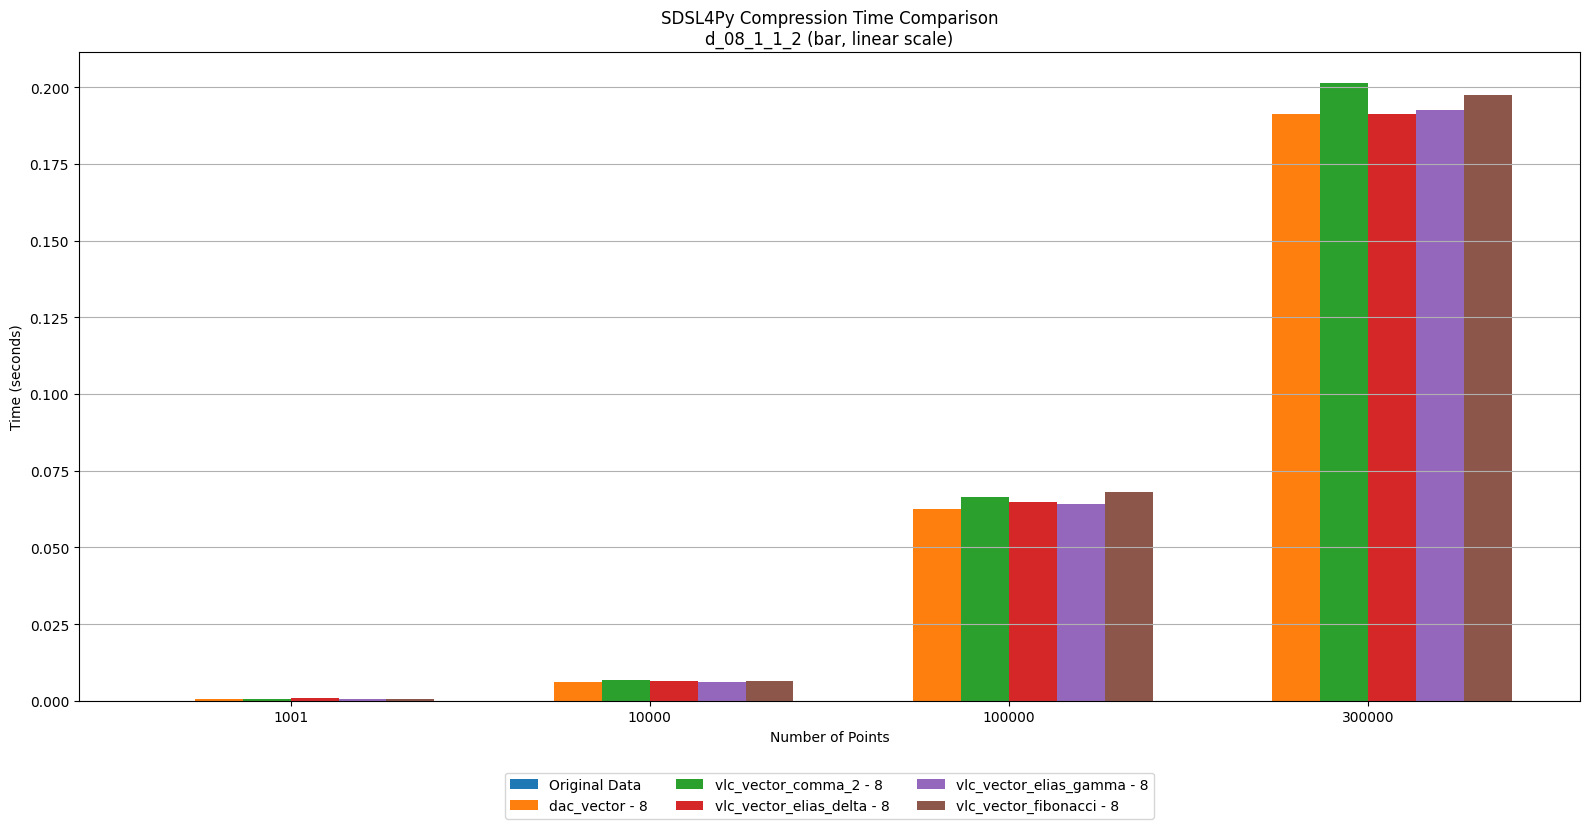 SDSL4Py Compression Time Comparison
d_08_1_1_2 (bar, linear scale)
Time (seconds)
0.200
0.175
0.150
0.125
0.100
0.075
0.050
0.025
0.000
1001 10000 100000 300000
Number of Points
Original Data vlc_vector_comma_2 - 8 vlc_vector_elias_gamma - 8
dac_vector - 8 vlc_vector_elias_delta - 8 vlc_vector_fibonacci - 8